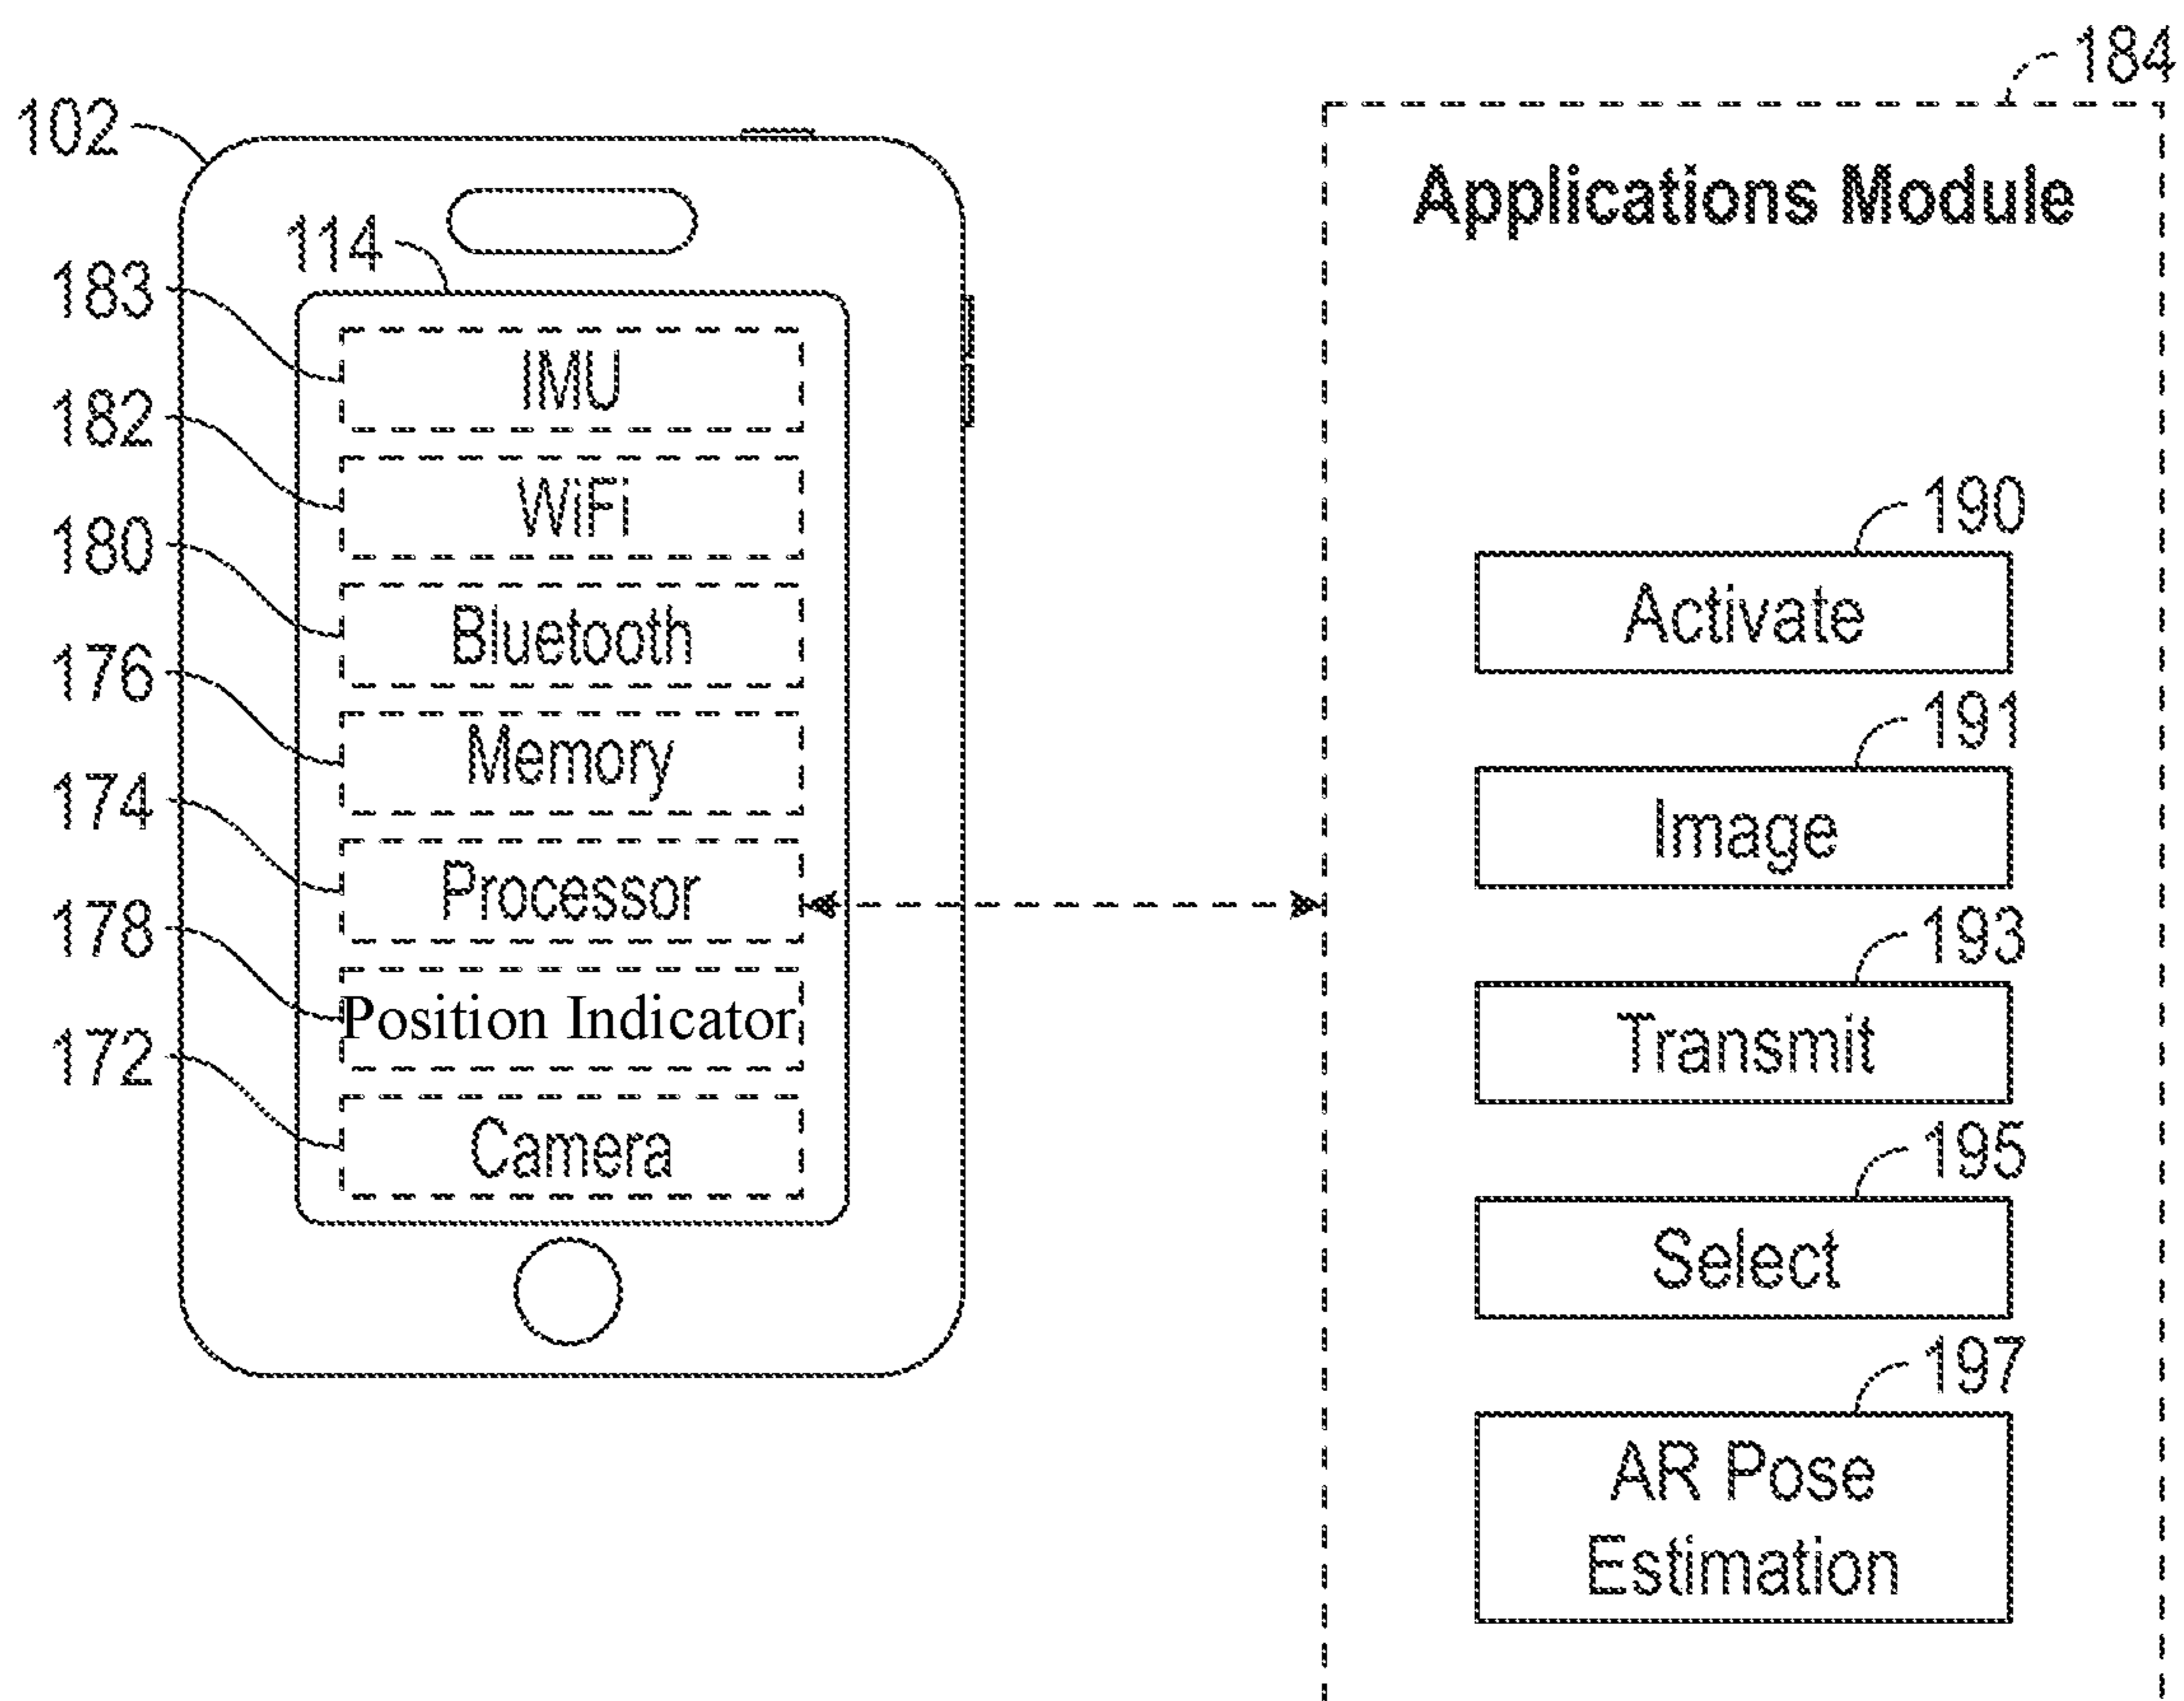 184
102
Applications Module
114
183
IMU
182
WiFi
190
180
Activate
Bluetooth
176
191
Memory
Image
174
Processor
193
178
Position Indicator
Transmit
172
195
Camera
Select
197
AR Pose
Estimation